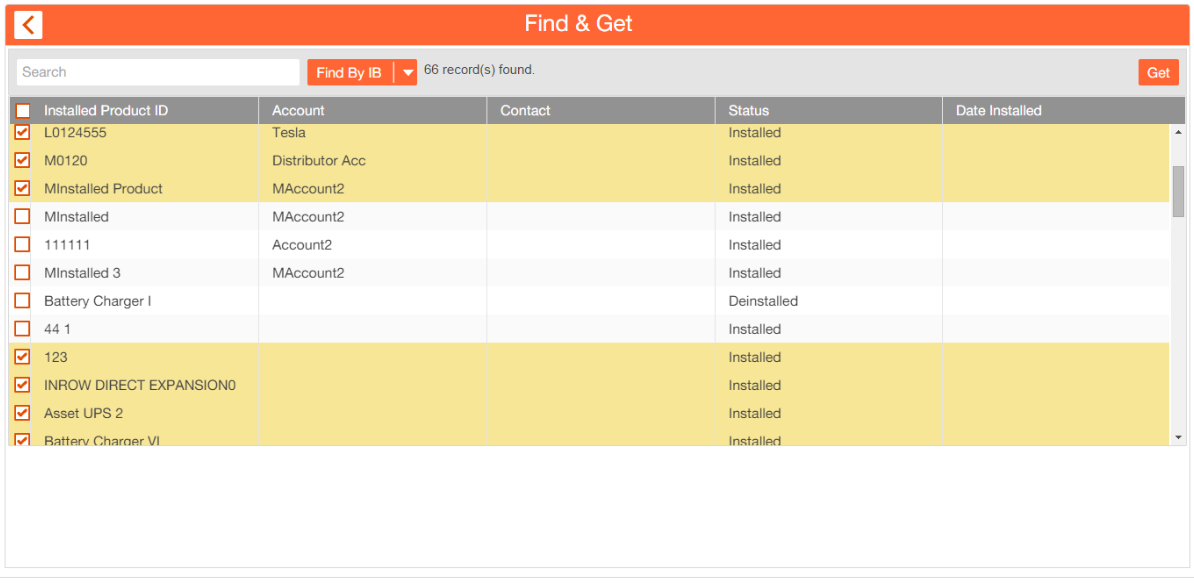 Find & Get
Search Find By IB 66 record(s) found. Get
Installed Product ID Account Contact Status Date Installed
L0124555 Tesla Installed
M0120 Distributor Acc Installed
MInstalled Product MAccount2 Installed
MInstalled MAccount2 Installed
111111 Account2 Installed
MInstalled 3 MAccount2 Installed
Battery Charger I Deinstalled
44 1 Installed
123 Installed
INROW DIRECT EXPANSION0 Installed
Asset UPS 2 Installed
Battery Charger VI Installed